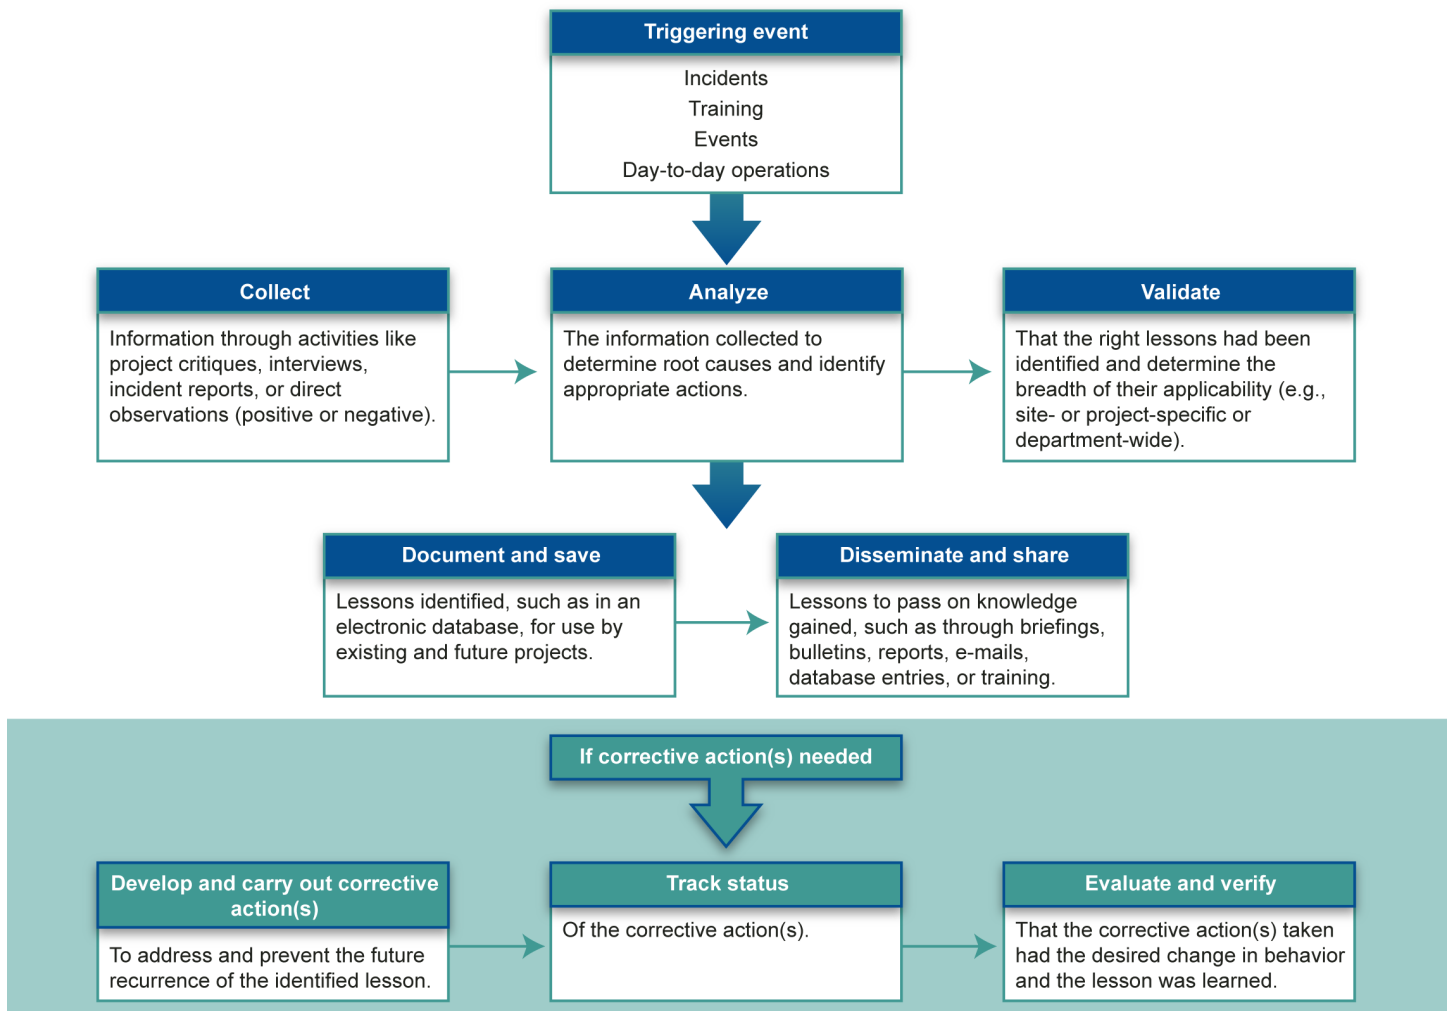 Triggering event
Incidents
Training
Events
Day-to-day operations
Collect
Information through activities like
project critiques, interviews,
incident reports, or direct
observations (positive or negative).
Analyze
The information collected to
determine root causes and identify
appropriate actions.
Validate
That the right lessons had been
identified and determine the
breadth of their applicability (e.g.,
site- or project-specific or
department-wide).
Document and save
Lessons identified, such as in an
electronic database, for use by
existing and future projects.
Disseminate and share
Lessons to pass on knowledge
gained, such as through briefings,
bulletins, reports, e-mails,
database entries, or training.
If corrective action(s) needed
Develop and carry out corrective
action(s)
To address and prevent the future
recurrence of the identified lesson.
Track status
Of the corrective action(s).
Evaluate and verify
That the corrective action(s) taken
had the desired change in behavior
and the lesson was learned.